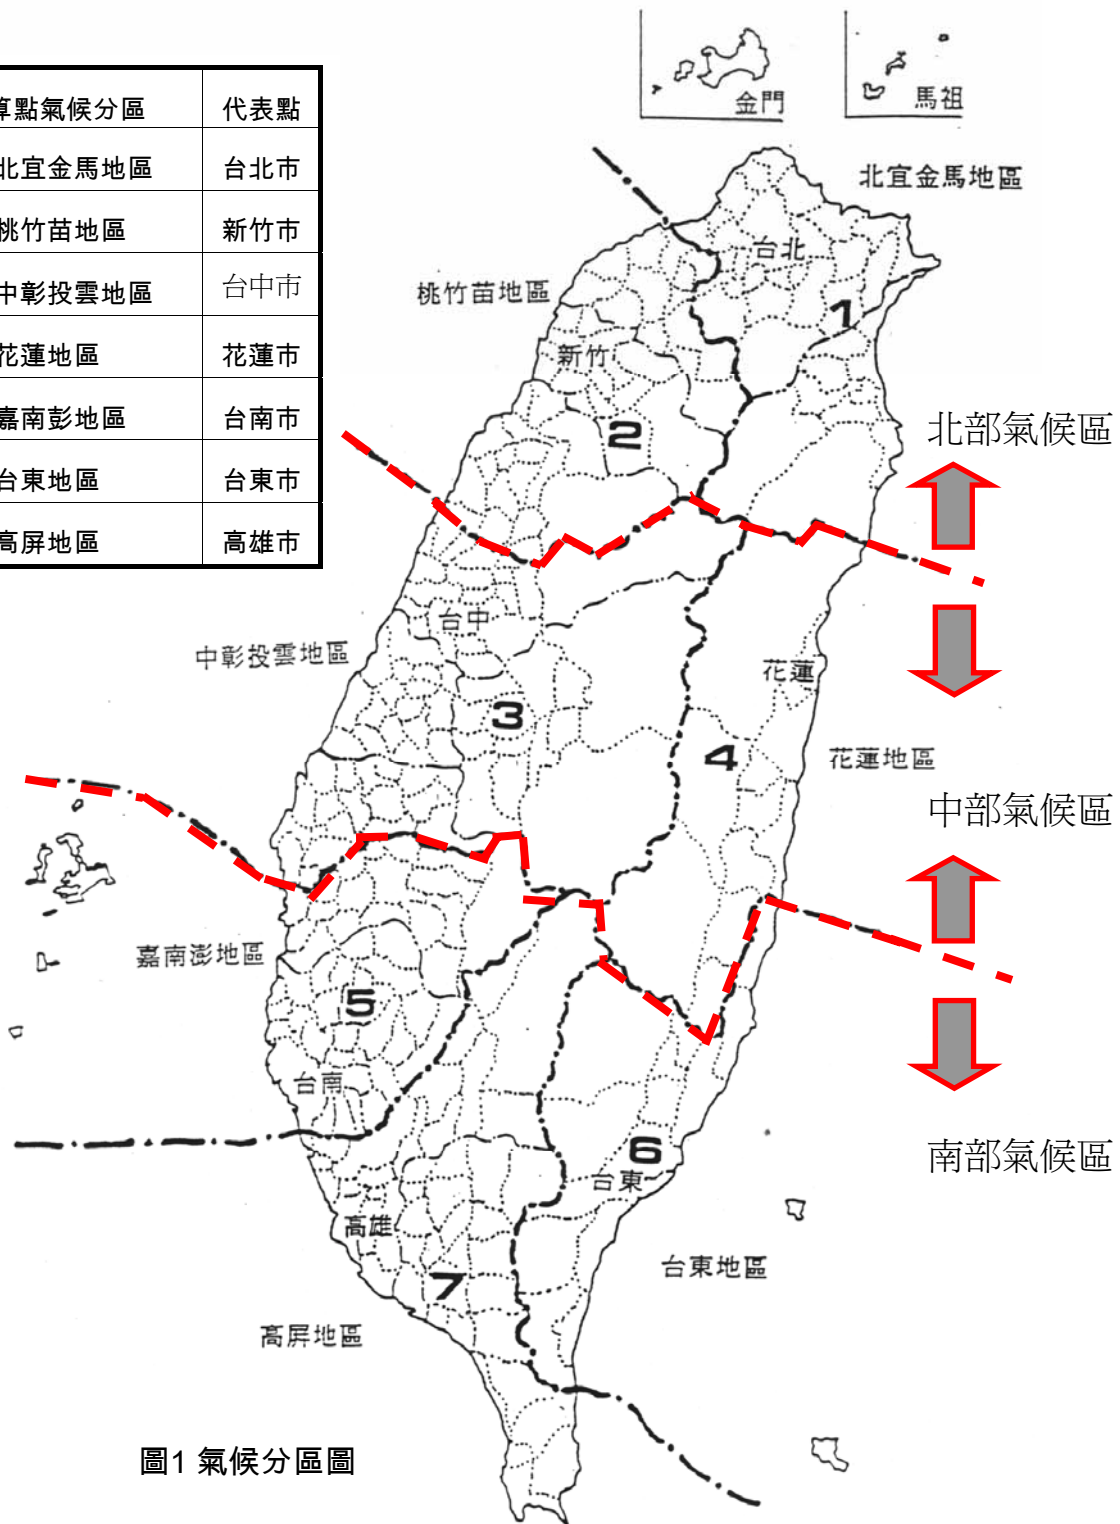 金門
馬祖
算點氣候分區 代表點
北宜金馬地區 台北市
桃竹苗地區 新竹市
中彰投雲地區 台中市
花蓮地區 花蓮市
嘉南彭地區 台南市
台東地區 台東市
高屏地區 高雄市
北宜金馬地區
台北
桃竹苗地區
1
新竹
2
北部氣候區
台中
中彰投雲地區
花蓮
3
4
花蓮地區
中部氣候區
嘉南澎地區
5
台南
6
南部氣候區
台東
高雄
台東地區
7
高屏地區
圖1 氣候分區圖